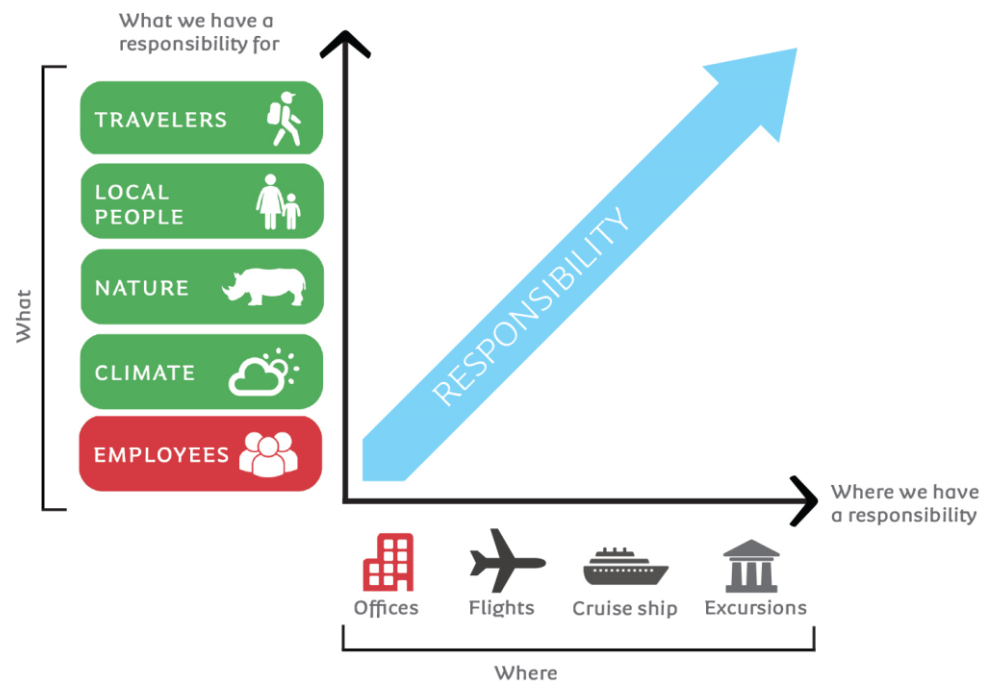 What we have a
responsibility for
What
TRAVELERS
LOCAL
PEOPLE
NATURE
CLIMATE
EMPLOYEES
RESPONSIBILITY
Where we have
a responsibility
Offices
Flights
Cruise ship
Excursions
Where